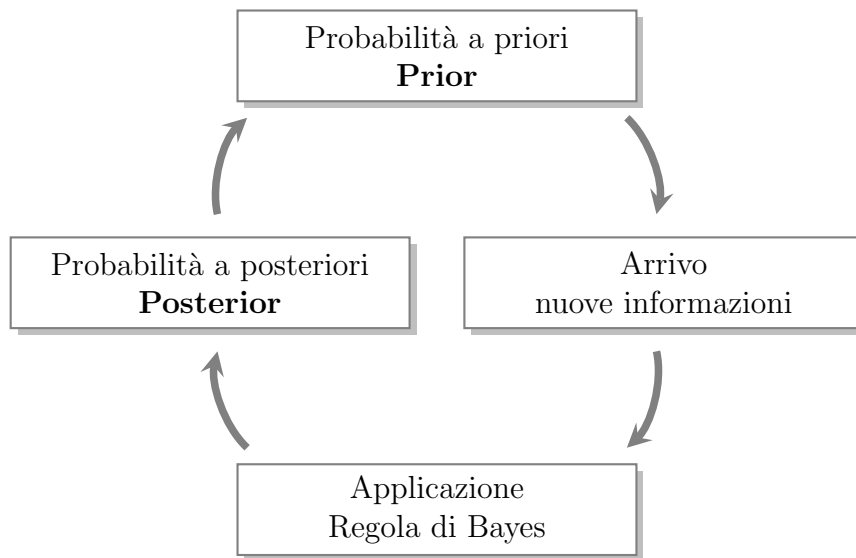 Probabilità a priori
Prior
Arrivo
nuove informazioni
Applicazione
Regola di Bayes
Probabilità a posteriori
Posterior